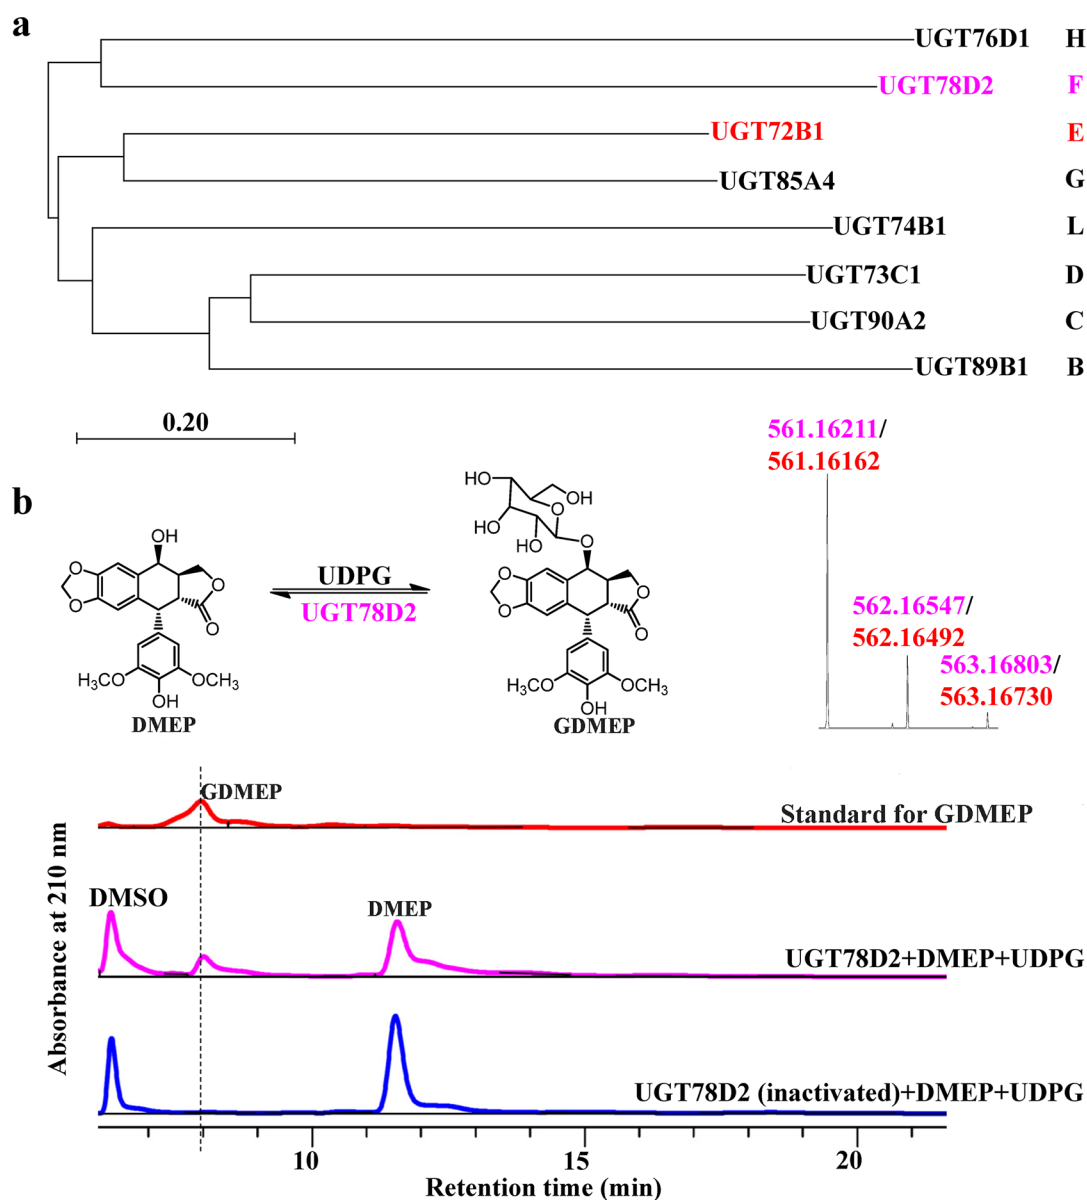 a
UGT76D1 H
UGT78D2 F
UGT72B1 E
UGT85A4 G
UGT74B1 L
UGT73C1 D
UGT90A2 C
UGT89B1 B
0.20
561.16211/
561.16162
562.16547/
562.16492
563.16803/
563.16730
b
OH
O
O
O
O
H₃CO
OCH₃
OH
DMEP
UDPG
UGT78D2
HO
OH
O
HO
HO
O
O
O
O
O
H₃CO
OCH₃
OH
GDMEP
Absorbance at 210 nm
GDMEP
Standard for GDMEP
DMSO
DMEP
UGT78D2+DMEP+UDPG
UGT78D2 (inactivated)+DMEP+UDPG
10 15 20
Retention time (min)